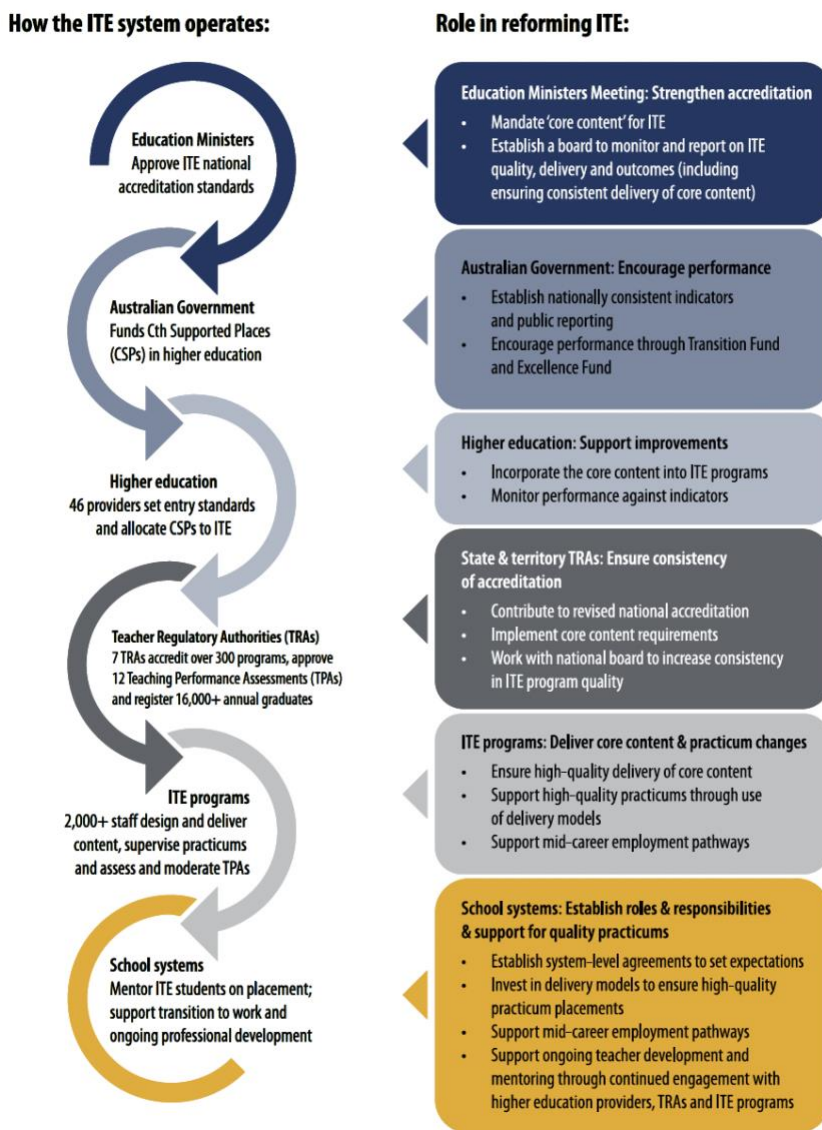 How the ITE system operates:
Role in reforming ITE:
Education Ministers
Approve ITE national
accreditation standards
Education Ministers Meeting: Strengthen accreditation
• Mandate ‘core content’ for ITE
• Establish a board to monitor and report on ITE
quality, delivery and outcomes (including
ensuring consistent delivery of core content)
Australian Government
Funds Cth Supported Places
(CSPs) in higher education
Australian Government: Encourage performance
• Establish nationally consistent indicators
and public reporting
• Encourage performance through Transition Fund
and Excellence Fund
Higher education
46 providers set entry standards
and allocate CSPs to ITE
Higher education: Support improvements
• Incorporate the core content into ITE programs
• Monitor performance against indicators
Teacher Regulatory Authorities (TRAs)
7 TRAs accredit over 300 programs, approve
12 Teaching Performance Assessments (TPAs)
and register 16,000+ annual graduates
State & territory TRAs: Ensure consistency
of accreditation
• Contribute to revised national accreditation
• Implement core content requirements
• Work with national board to increase consistency
in ITE program quality
ITE programs
2,000+ staff design and deliver
content, supervise practicums
and assess and moderate TPAs
ITE programs: Deliver core content & practicum changes
• Ensure high-quality delivery of core content
• Support high-quality practicums through use
of delivery models
• Support mid-career employment pathways
School systems
Mentor ITE students on placement;
support transition to work and
ongoing professional development
School systems: Establish roles & responsibilities
& support for quality practicums
• Establish system-level agreements to set expectations
• Invest in delivery models to ensure high-quality
practicum placements
• Support mid-career employment pathways
• Support ongoing teacher development and
mentoring through continued engagement with
higher education providers, TRAs and ITE programs